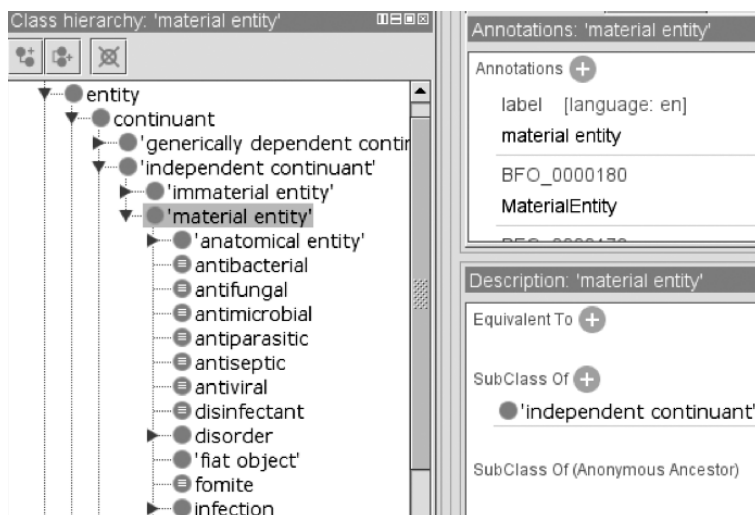 Class hierarchy: 'material entity'
entity
continuant
'generically dependent contir
'independent continuant'
'immaterial entity'
'material entity'
'anatomical entity'
antibacterial
antifungal
antimicrobial
antiparasitic
antiseptic
antiviral
disinfectant
disorder
'fiat object'
fomite
infection
Annotations: 'material entity'
Annotations
label [language: en]
material entity
BFO_0000180
MaterialEntity
Description: 'material entity'
Equivalent To
SubClass Of
'independent continuant'
SubClass Of (Anonymous Ancestor)